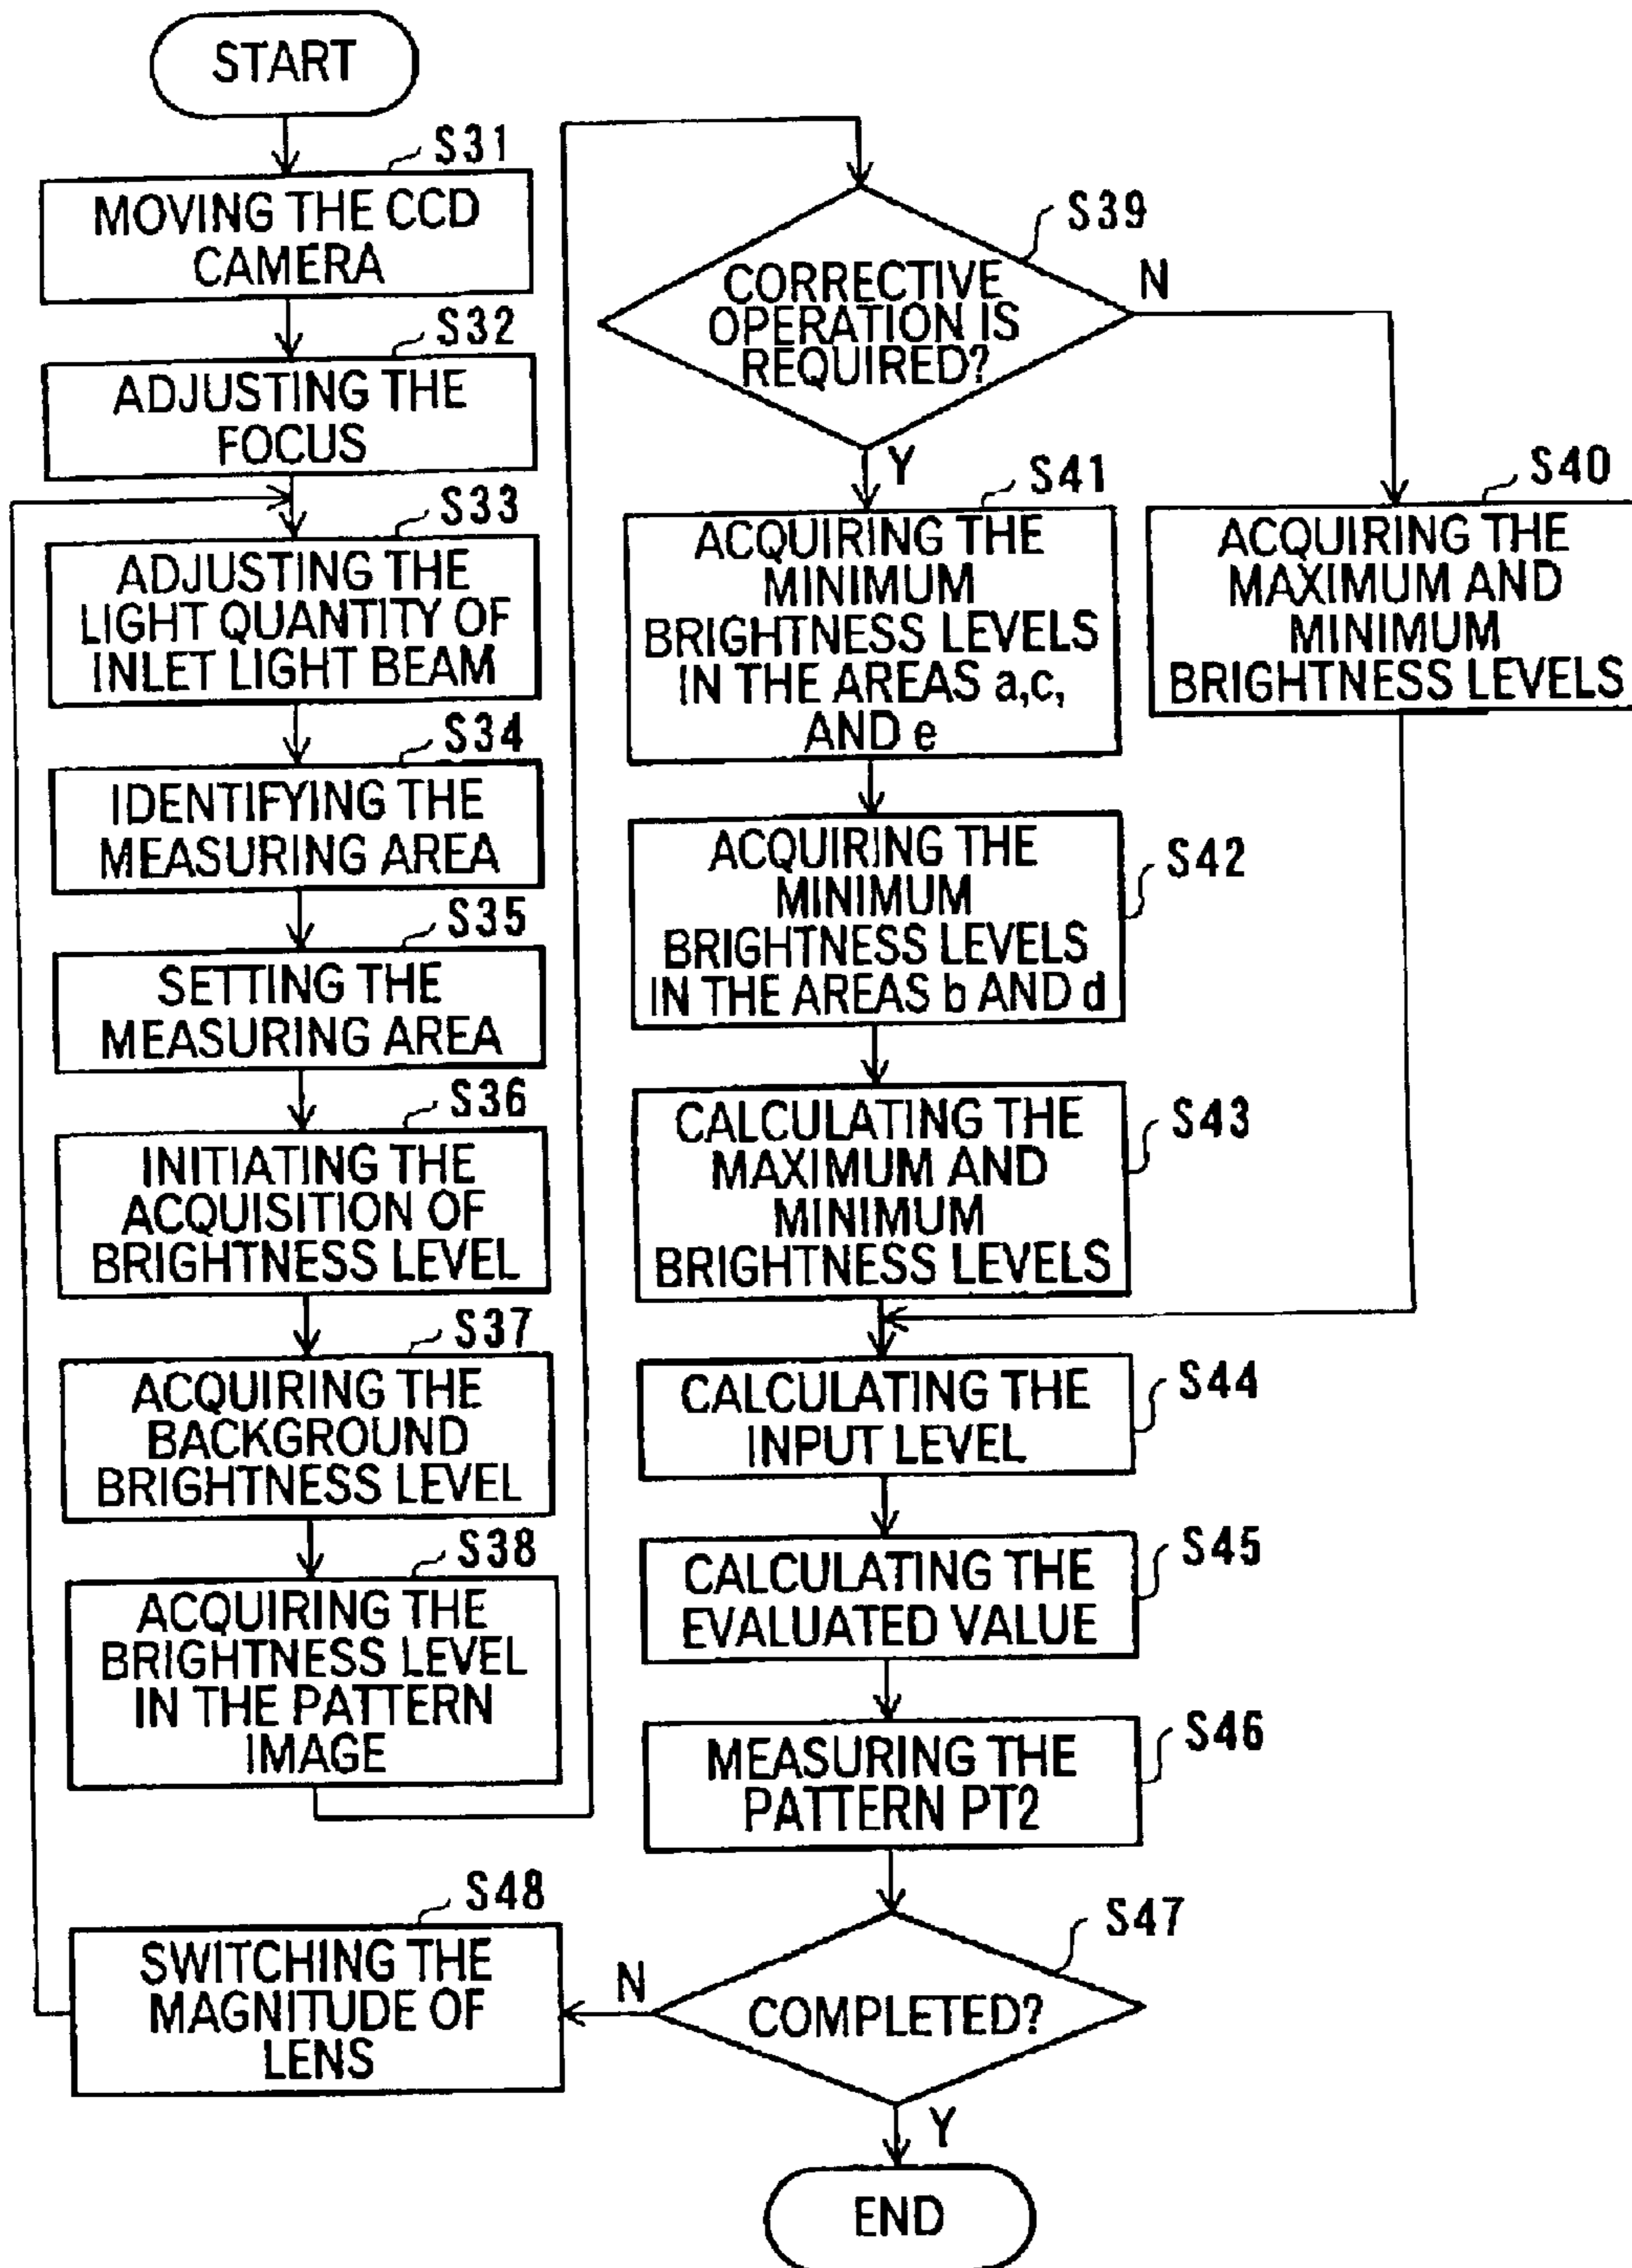 START
S31
MOVING THE CCD
CAMERA
S32
ADJUSTING THE
FOCUS
S33
ADJUSTING THE
LIGHT QUANTITY OF
INLET LIGHT BEAM
S34
IDENTIFYING THE
MEASURING AREA
S35
SETTING THE
MEASURING AREA
S36
INITIATING THE
ACQUISITION OF
BRIGHTNESS LEVEL
S37
ACQUIRING THE
BACKGROUND
BRIGHTNESS LEVEL
S38
ACQUIRING THE
BRIGHTNESS LEVEL
IN THE PATTERN
IMAGE
S39
CORRECTIVE
OPERATION IS
REQUIRED?
N
Y
S40
ACQUIRING THE
MAXIMUM AND
MINIMUM
BRIGHTNESS LEVELS
S41
ACQUIRING THE
MINIMUM
BRIGHTNESS LEVELS
IN THE AREAS a,c,
AND e
S42
ACQUIRING THE
MINIMUM
BRIGHTNESS LEVELS
IN THE AREAS b AND d
S43
CALCULATING THE
MAXIMUM AND
MINIMUM
BRIGHTNESS LEVELS
S44
CALCULATING THE
INPUT LEVEL
S45
CALCULATING THE
EVALUATED VALUE
S46
MEASURING THE
PATTERN PT2
S47
COMPLETED?
N
Y
S48
SWITCHING THE
MAGNITUDE OF
LENS
END